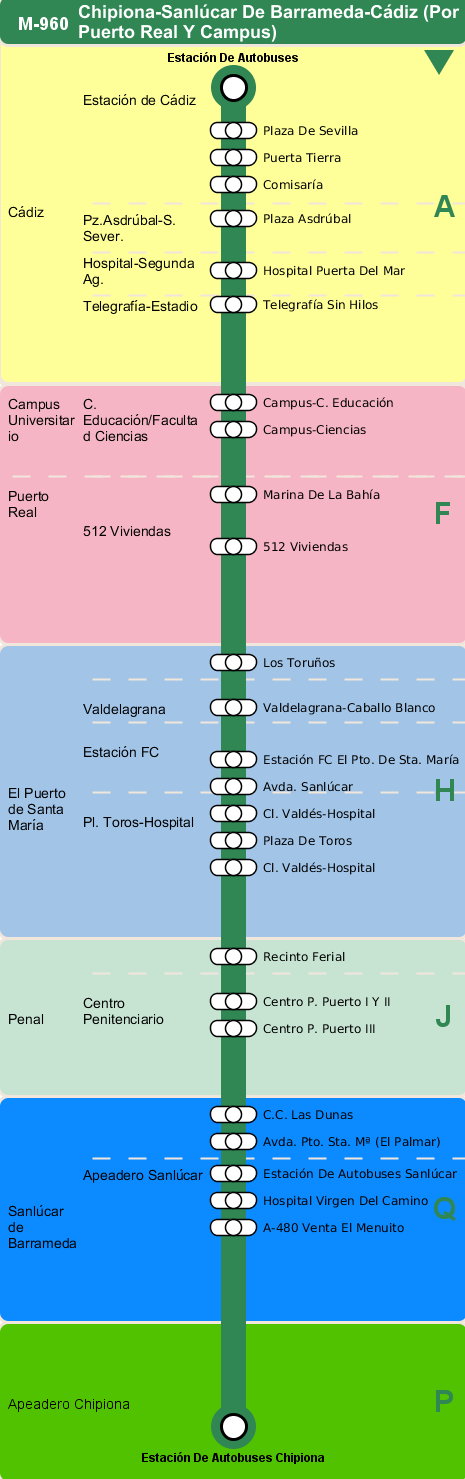 M-960
Chipiona-Sanlúcar De Barrameda-Cádiz (Por
Puerto Real Y Campus)
Estación De Autobuses
Estación de Cádiz
Plaza De Sevilla
Puerta Tierra
Comisaría
A
Cádiz
Pz.Asdrúbal-S.
Sever.
Plaza Asdrúbal
Hospital-Segunda
Ag.
Hospital Puerta Del Mar
Telegrafía-Estadio
Telegrafía Sin Hilos
Campus
Universitar
io
C.
Educación/Faculta
d Ciencias
Campus-C. Educación
Campus-Ciencias
Puerto
Real
Marina De La Bahía
F
512 Viviendas
512 Viviendas
Los Toruños
Valdelagrana
Valdelagrana-Caballo Blanco
Estación FC
Estación FC El Pto. De Sta. María
Avda. Sanlúcar
H
El Puerto
de Santa
María
Pl. Toros-Hospital
Cl. Valdés-Hospital
Plaza De Toros
Cl. Valdés-Hospital
Recinto Ferial
Centro
Penitenciario
Centro P. Puerto I Y II
Penal
J
Centro P. Puerto III
C.C. Las Dunas
Avda. Pto. Sta. Mª (El Palmar)
Apeadero Sanlúcar
Estación De Autobuses Sanlúcar
Hospital Virgen Del Camino
Q
Sanlúcar
de
Barrameda
A-480 Venta El Menuito
Apeadero Chipiona
P
Estación De Autobuses Chipiona